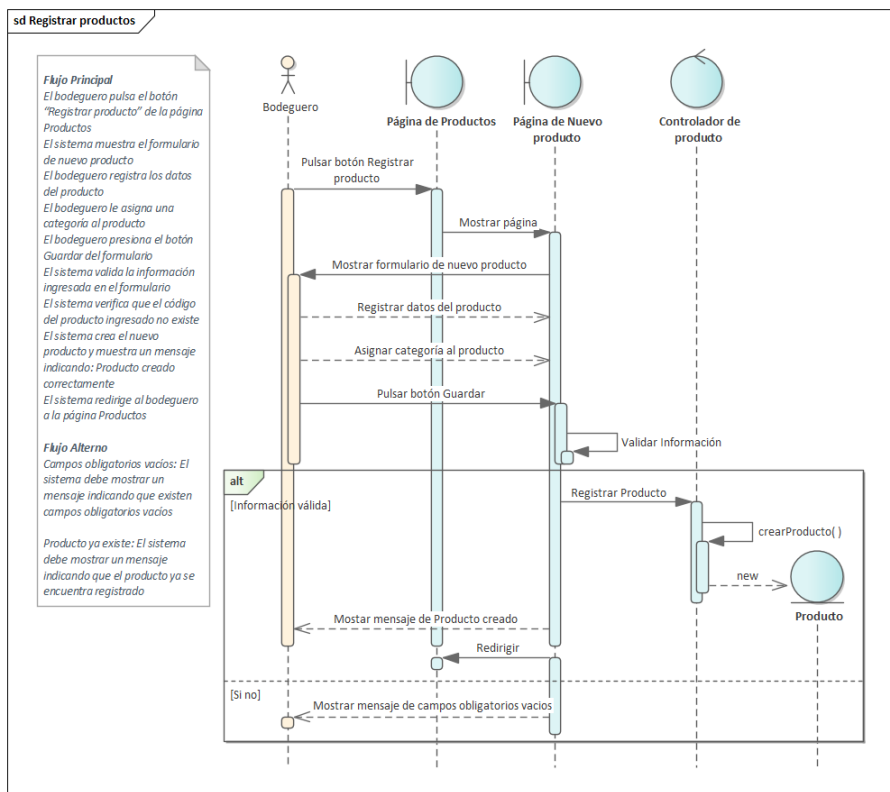 sd Registrar productos
Flujo Principal
El bodeguero pulsa el botón
"Registrar producto" de la página
Productos
El sistema muestra el formulario
de nuevo producto
El bodeguero registra los datos
del producto
El bodeguero le asigna una
categoría al producto
El bodeguero presiona el botón
Guardar del formulario
El sistema valida la información
ingresada en el formulario
El sistema verifica que el código
del producto ingresado no existe
El sistema crea el nuevo
producto y muestra un mensaje
indicando: Producto creado
correctamente
El sistema redirige al bodeguero
a la página Productos
Flujo Alterno
Campos obligatorios vacíos: El
sistema debe mostrar un
mensaje indicando que existen
campos obligatorios vacíos
Producto ya existe: El sistema
debe mostrar un mensaje
indicando que el producto ya se
encuentra registrado
Bodeguero
Página de Productos
Página de Nuevo
producto
Controlador de
producto
Pulsar botón Registrar
producto
Mostrar página
Mostrar formulario de nuevo producto
Registrar datos del producto
Asignar categoría al producto
Pulsar botón Guardar
Validar Información
alt
[Información válida]
Registrar Producto
crearProducto( )
new
Producto
Mostar mensaje de Producto creado
Redirigir
[Si no]
Mostrar mensaje de campos obligatorios vacios